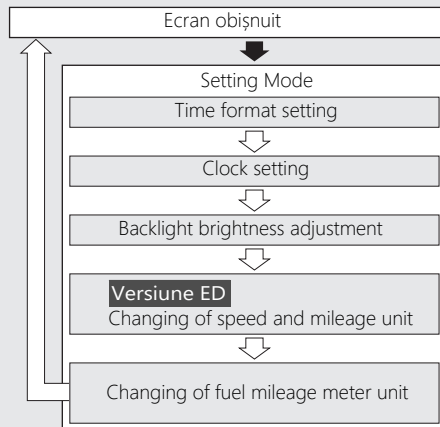 Ecran obișnuit
Setting Mode
Time format setting
Clock setting
Backlight brightness adjustment
Versiune ED
Changing of speed and mileage unit
Changing of fuel mileage meter unit